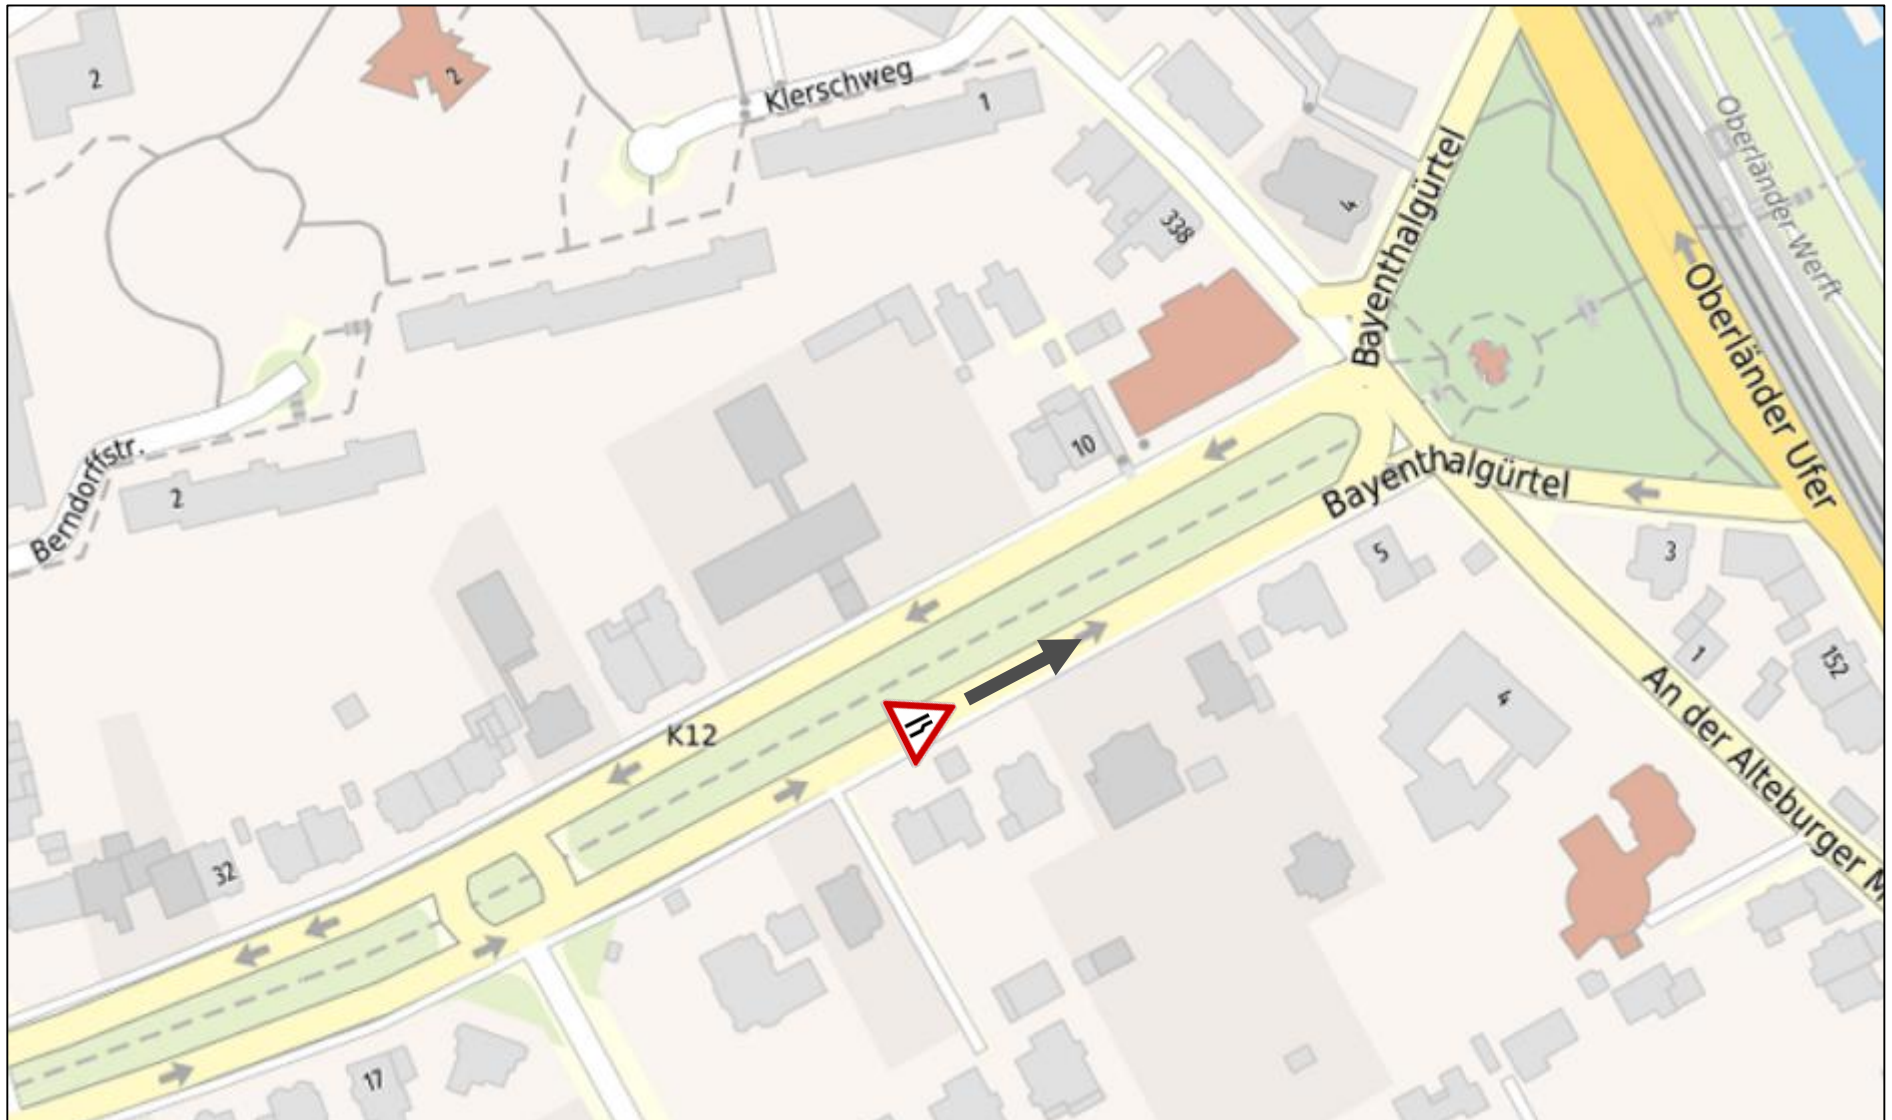 2
2
Klerschweg
1
Oberländer Werft
4
Bayenthalgürtel
338
Oberländer Ufer
Berndorffstr.
2
10
Bayenthalgürtel
5
3
1
152
K12
4
An der Alteburger M
32
17